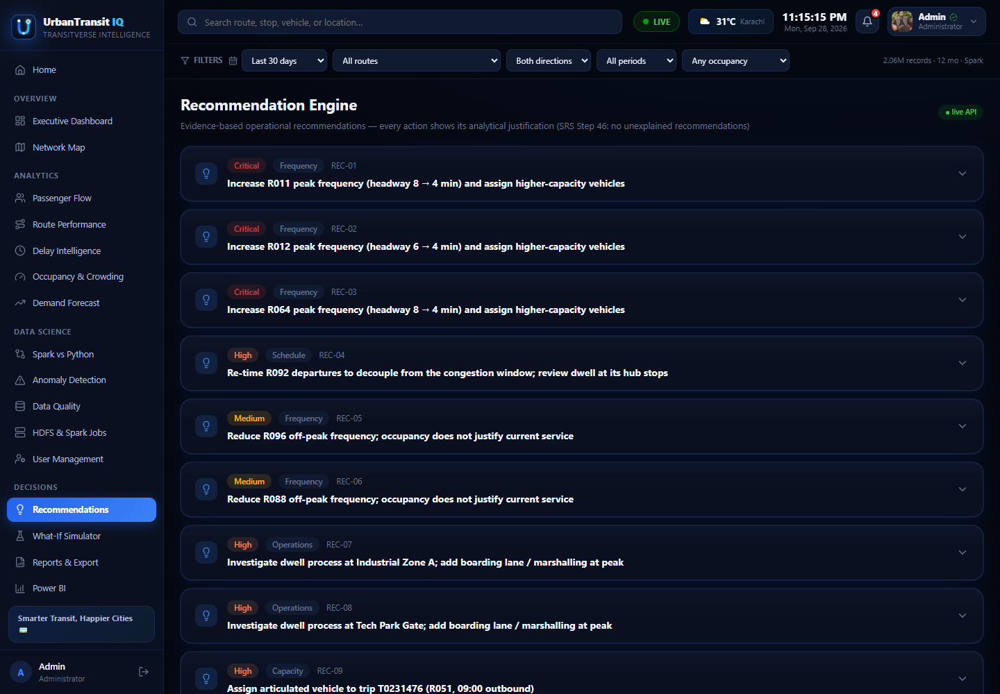 UrbanTransit IQ
TRANSITVERSE INTELLIGENCE
Search route, stop, vehicle, or location...
LIVE
31°C Karachi
11:15:15 PM
Mon, Sep 28, 2026
4
Admin
Administrator
FILTERS
Last 30 days
All routes
Both directions
All periods
Any occupancy
2.06M records · 12 mo · Spark
Home
OVERVIEW
Executive Dashboard
Network Map
ANALYTICS
Passenger Flow
Route Performance
Delay Intelligence
Occupancy & Crowding
Demand Forecast
DATA SCIENCE
Spark vs Python
Anomaly Detection
Data Quality
HDFS & Spark Jobs
User Management
DECISIONS
Recommendations
What-If Simulator
Reports & Export
Power BI
Smarter Transit, Happier Cities
A
Admin
Administrator
Recommendation Engine
Evidence-based operational recommendations — every action shows its analytical justification (SRS Step 46: no unexplained recommendations)
live API
Critical Frequency REC-01
Increase R011 peak frequency (headway 8 → 4 min) and assign higher-capacity vehicles
Critical Frequency REC-02
Increase R012 peak frequency (headway 6 → 4 min) and assign higher-capacity vehicles
Critical Frequency REC-03
Increase R064 peak frequency (headway 8 → 4 min) and assign higher-capacity vehicles
High Schedule REC-04
Re-time R092 departures to decouple from the congestion window; review dwell at its hub stops
Medium Frequency REC-05
Reduce R096 off-peak frequency; occupancy does not justify current service
Medium Frequency REC-06
Reduce R088 off-peak frequency; occupancy does not justify current service
High Operations REC-07
Investigate dwell process at Industrial Zone A; add boarding lane / marshalling at peak
High Operations REC-08
Investigate dwell process at Tech Park Gate; add boarding lane / marshalling at peak
High Capacity REC-09
Assign articulated vehicle to trip T0231476 (R051, 09:00 outbound)